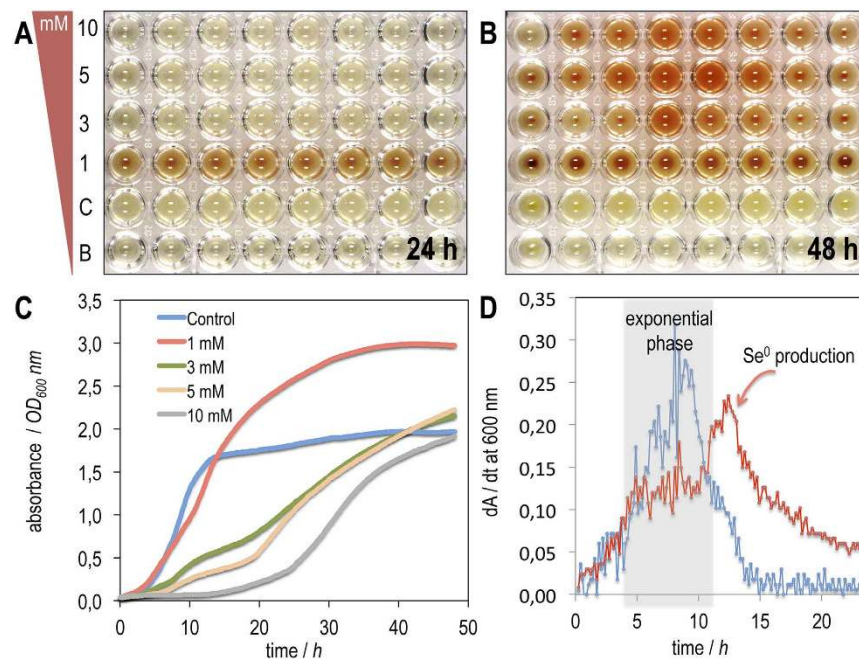 A
mM
10
5
3
1
C
B
24 h
B
48 h
C
absorbance / OD600 nm
3,5
3,0
2,5
2,0
1,5
1,0
0,5
0,0
Control
1 mM
3 mM
5 mM
10 mM
0 10 20 30 40 50
time / h
D
dA / dt at 600 nm
0,35
0,30
0,25
0,20
0,15
0,10
0,05
0,00
exponential
phase
Se⁰ production
0 5 10 15 20
time / h